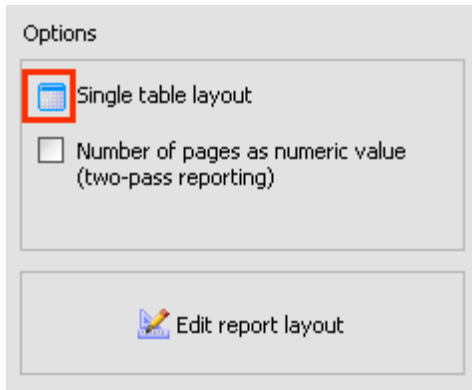 Options
Single table layout
Number of pages as numeric value
(two-pass reporting)
Edit report layout